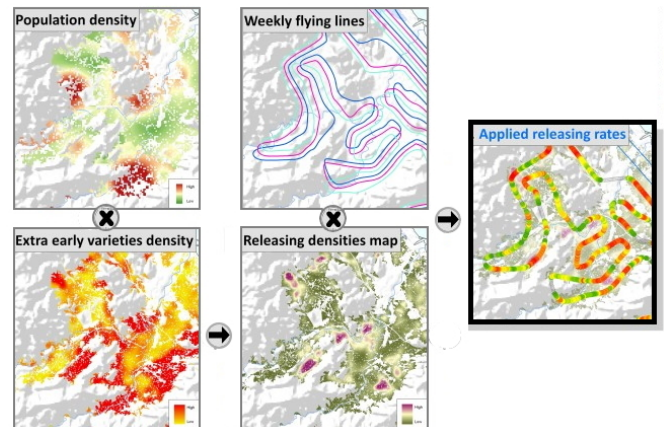 Population density
High
Low
Weekly flying lines
Applied releasing rates
Extra early varieties density
High
Low
Releasing densities map
High
Low